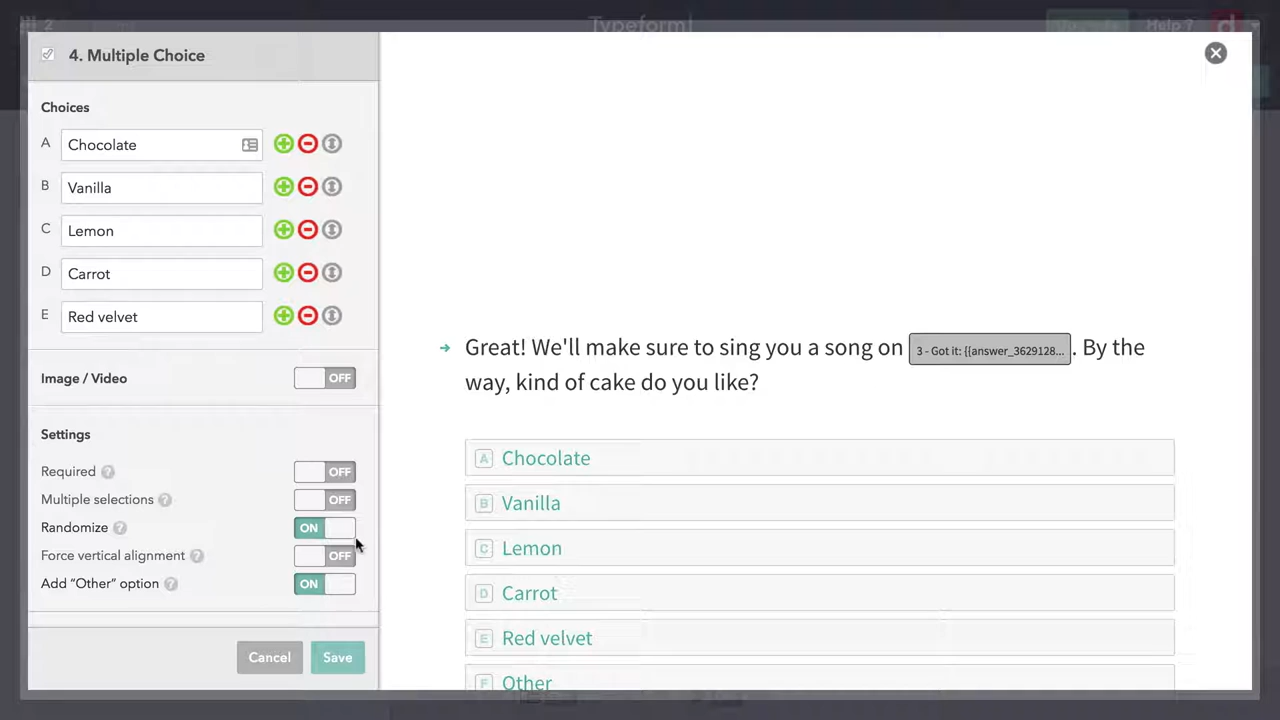 2
Typeform1
Help ?
d
4. Multiple Choice
Choices
A Chocolate
B Vanilla
C Lemon
D Carrot
E Red velvet
Image / Video OFF
Settings
Required ? OFF
Multiple selections ? OFF
Randomize ? ON
Force vertical alignment ? OFF
Add “Other” option ? ON
Cancel Save
Great! We'll make sure to sing you a song on 3 - Got it: {{answer_3629128... . By the
way, kind of cake do you like?
A Chocolate
B Vanilla
C Lemon
D Carrot
E Red velvet
F Other